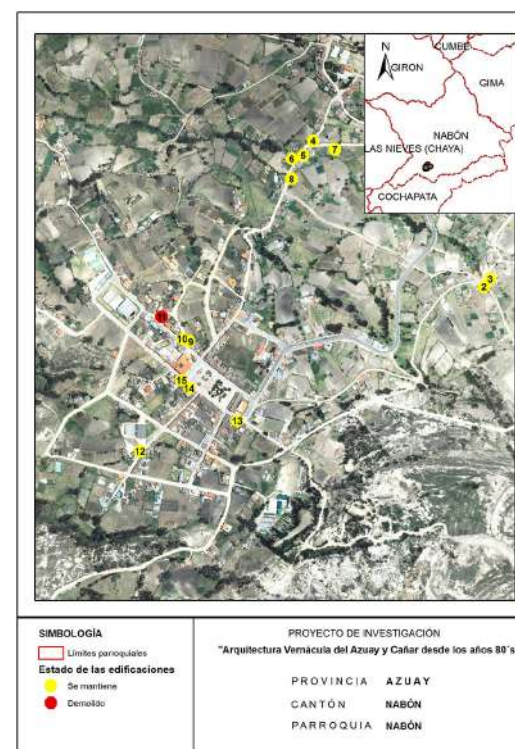 N
CUMBE
GIRON
GIMA
NABÓN
LAS NIEVES (CHAYA)
COCHAPATA
4
5
6
7
8
3
2
11
10
9
15
14
13
12
SIMBOLOGÍA
Límites parroquiales
Estado de las edificaciones
Se mantiene
Demolido
PROYECTO DE INVESTIGACIÓN
"Arquitectura Vernácula del Azuay y Cañar desde los años 80´s
PROVINCIA AZUAY
CANTÓN NABÓN
PARROQUIA NABÓN